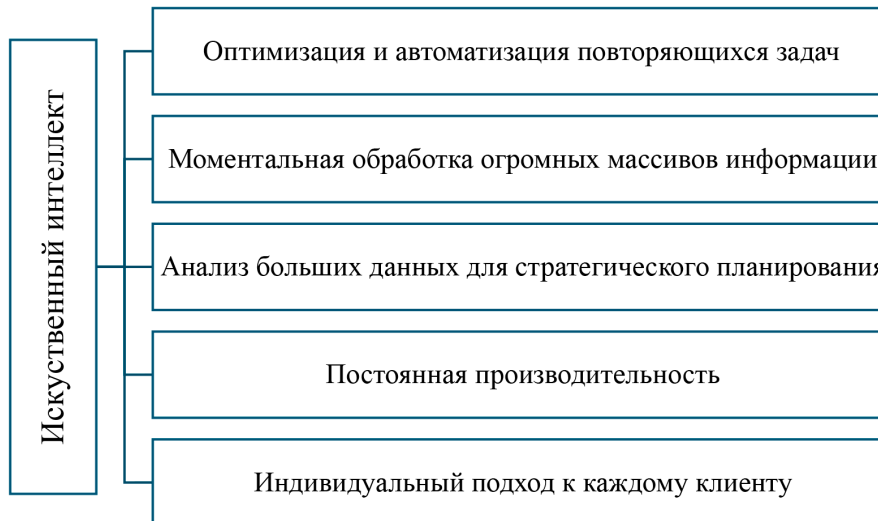 Искуственный интеллект
Оптимизация и автоматизация повторяющихся задач
Моментальная обработка огромных массивов информации
Анализ больших данных для стратегического планирования
Постоянная производительность
Индивидуальный подход к каждому клиенту